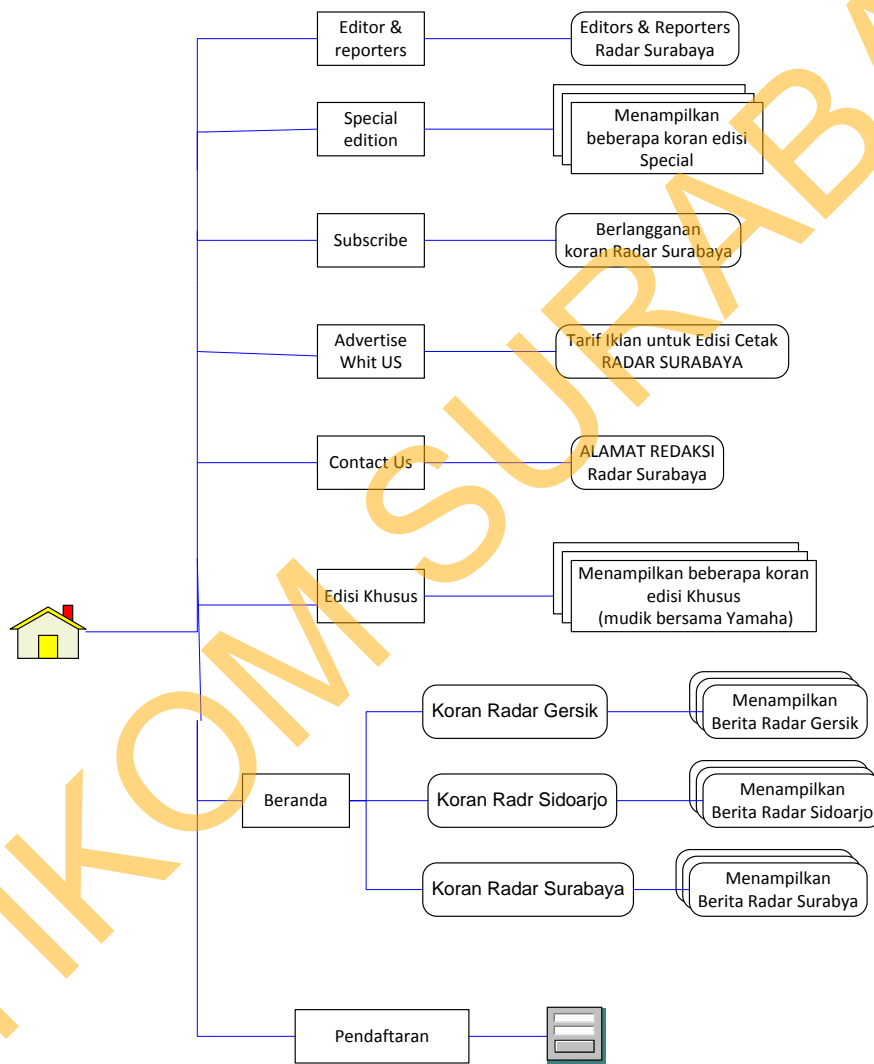 Editor &
reporters
Editors & Reporters
Radar Surabaya
Special
edition
Menampilkan
beberapa koran edisi
Special
Subscribe
Berlangganan
koran Radar Surabaya
Advertise
Whit US
Tarif Iklan untuk Edisi Cetak
RADAR SURABAYA
Contact Us
ALAMAT REDAKSI
Radar Surabaya
Edisi Khusus
Menampilkan beberapa koran
edisi Khusus
(mudik bersama Yamaha)
Beranda
Koran Radar Gersik
Menampilkan
Berita Radar Gersik
Koran Radr Sidoarjo
Menampilkan
Berita Radar Sidoarjo
Koran Radar Surabaya
Menampilkan
Berita Radar Surabya
Pendaftaran
TIKOM SURABA